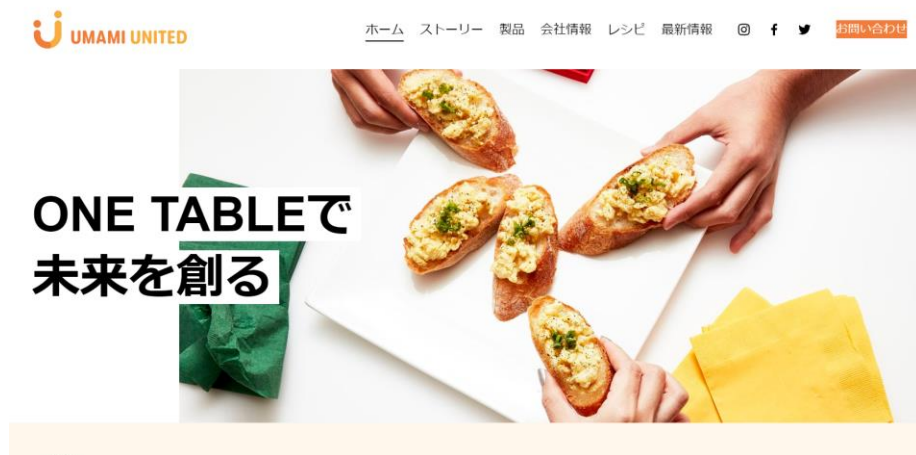 UMAMI UNITED
ホーム ストーリー 製品 会社情報 レシピ 最新情報 お問い合わせ
ONE TABLEで
未来を創る